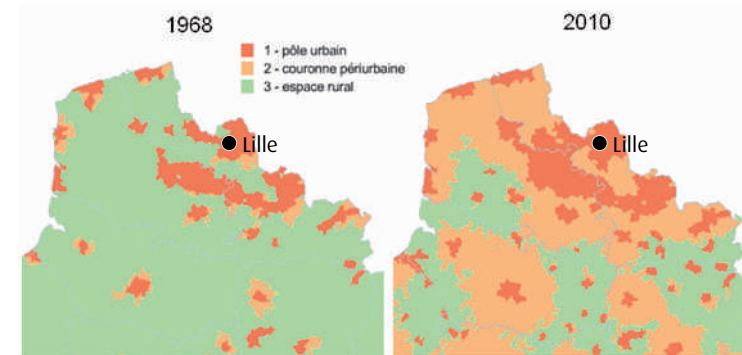 1968
2010
1 - pôle urbain
2 - couronne périurbaine
3 - espace rural
Lille
Lille